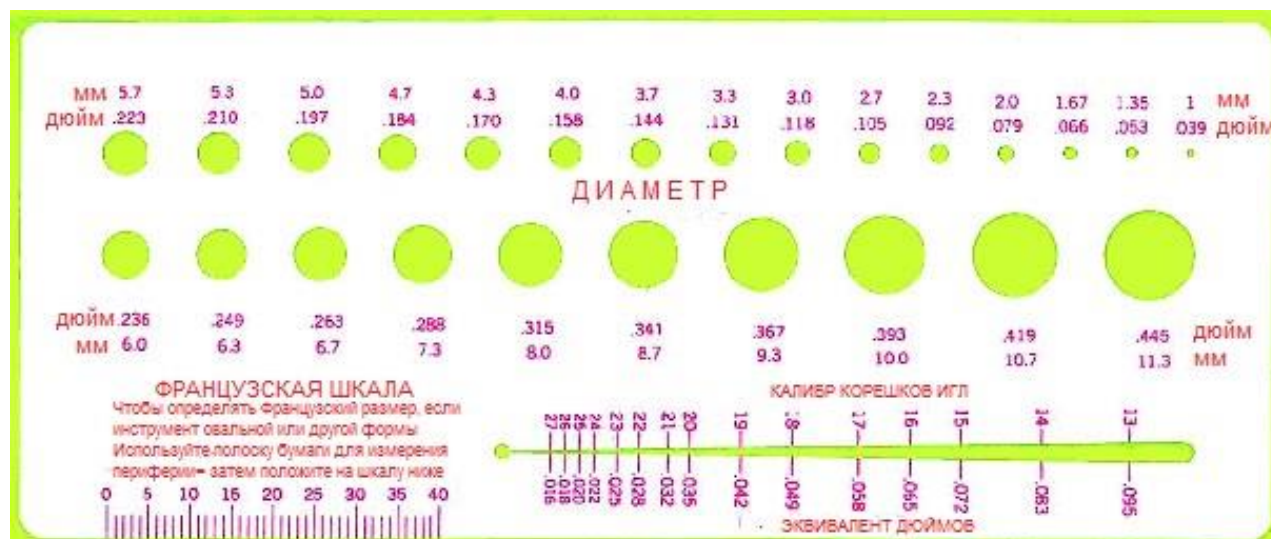 мм 5.7 5.3 5.0 4.7 4.3 4.0 3.7 3.3 3.0 2.7 2.3 2.0 1.67 1.35 1 мм
дюйм .223 .210 .197 .184 .170 .158 .144 .131 .118 .105 .092 .079 .066 .053 .039 дюйм
ДИАМЕТР
дюйм .236 .249 .263 .288 .315 .341 .367 .393 .419 .445 дюйм
мм 6.0 6.3 6.7 7.3 8.0 8.7 9.3 10.0 10.7 11.3 мм
ФРАНЦУЗСКАЯ ШКАЛА
Чтобы определять Французский размер, если
инструмент овальной или другой формы
Используйте полоску бумаги для измерения
периферии= затем положите на шкалу ниже
0 5 10 15 20 25 30 35 40
КАЛИБР КОРЕШКОВ ИГЛ
27 26 25 24 23 22 21 20 19 18 17 16 15 14 13
.016 .018 .020 .022 .025 .028 .032 .035 .042 .049 .058 .065 .072 .083 .095
ЭКВИВАЛЕНТ ДЮЙМОВ